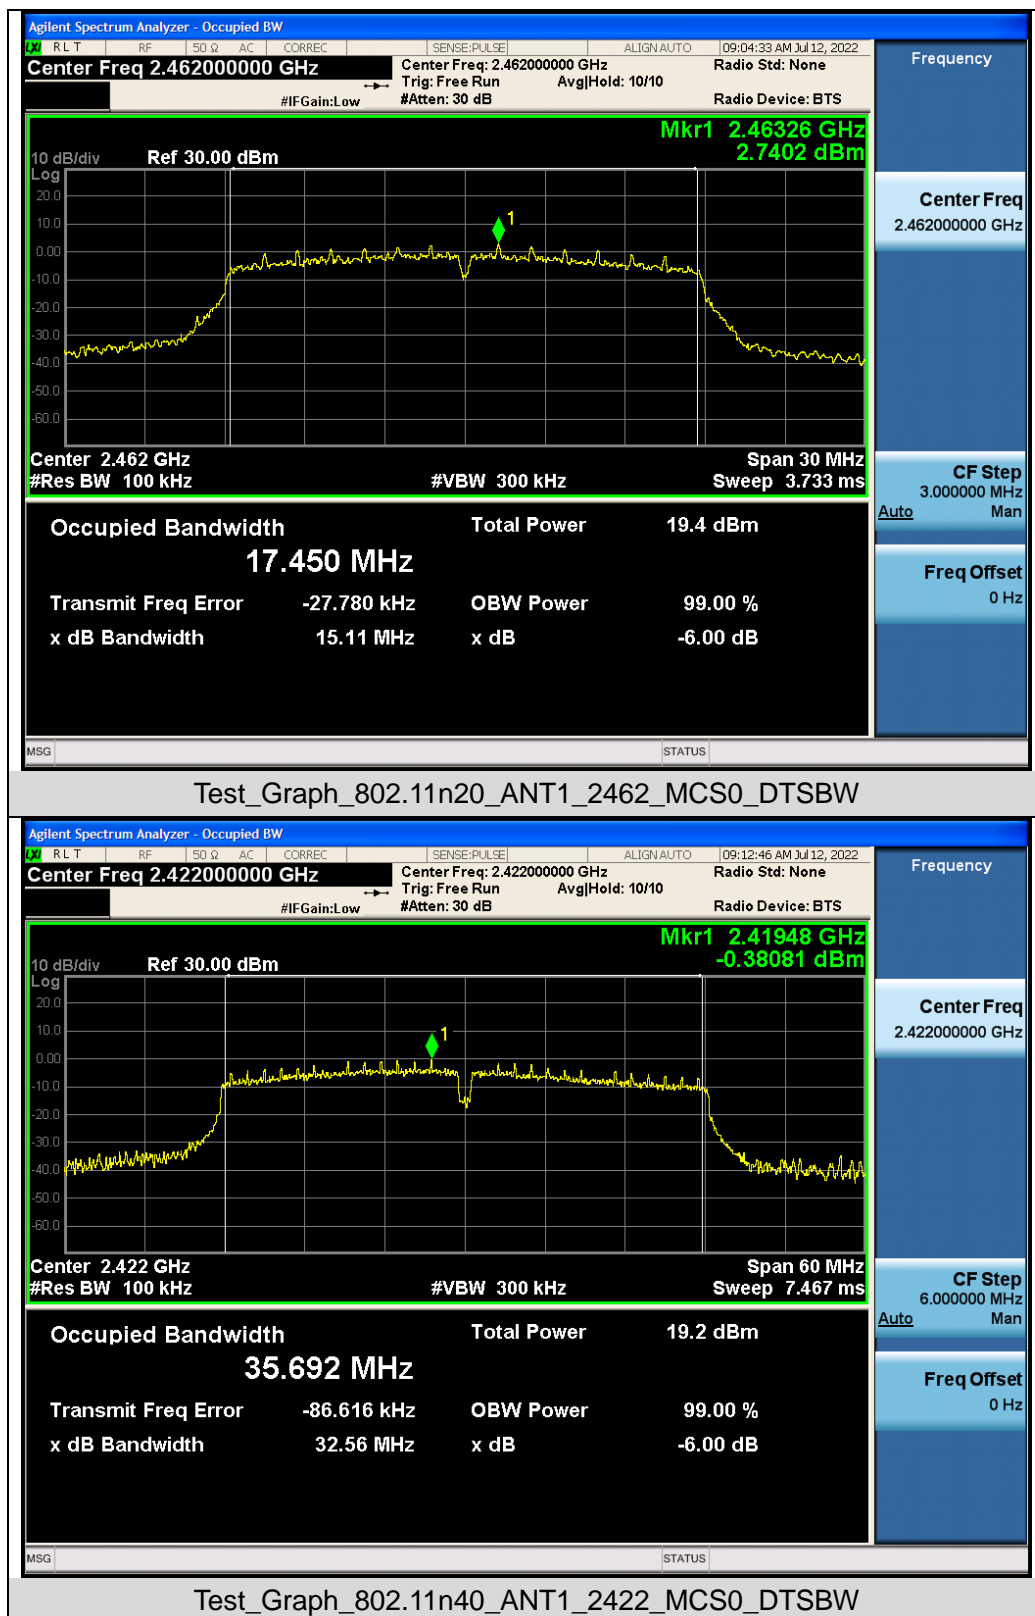 Agilent Spectrum Analyzer - Occupied BW
LXI RLT RF 50 Ω AC CORREC SENSE:PULSE ALIGN AUTO 09:04:33 AM Jul 12, 2022
Center Freq 2.462000000 GHz
Center Freq: 2.462000000 GHz
Radio Std: None
Trig: Free Run Avg|Hold: 10/10
#IFGain:Low #Atten: 30 dB Radio Device: BTS
Frequency
Mkr1 2.46326 GHz
2.7402 dBm
10 dB/div Ref 30.00 dBm
Log
20.0
10.0
0.00
-10.0
-20.0
-30.0
-40.0
-50.0
-60.0
1
Center 2.462 GHz Span 30 MHz
#Res BW 100 kHz #VBW 300 kHz Sweep 3.733 ms
Center Freq
2.462000000 GHz
CF Step
3.000000 MHz
Auto Man
Freq Offset
0 Hz
Occupied Bandwidth Total Power 19.4 dBm
17.450 MHz
Transmit Freq Error -27.780 kHz OBW Power 99.00 %
x dB Bandwidth 15.11 MHz x dB -6.00 dB
MSG STATUS
Test_Graph_802.11n20_ANT1_2462_MCS0_DTSBW
Agilent Spectrum Analyzer - Occupied BW
LXI RLT RF 50 Ω AC CORREC SENSE:PULSE ALIGN AUTO 09:12:46 AM Jul 12, 2022
Center Freq 2.422000000 GHz
Center Freq: 2.422000000 GHz
Radio Std: None
Trig: Free Run Avg|Hold: 10/10
#IFGain:Low #Atten: 30 dB Radio Device: BTS
Frequency
Mkr1 2.41948 GHz
-0.38081 dBm
10 dB/div Ref 30.00 dBm
Log
20.0
10.0
0.00
-10.0
-20.0
-30.0
-40.0
-50.0
-60.0
1
Center 2.422 GHz Span 60 MHz
#Res BW 100 kHz #VBW 300 kHz Sweep 7.467 ms
Center Freq
2.422000000 GHz
CF Step
6.000000 MHz
Auto Man
Freq Offset
0 Hz
Occupied Bandwidth Total Power 19.2 dBm
35.692 MHz
Transmit Freq Error -86.616 kHz OBW Power 99.00 %
x dB Bandwidth 32.56 MHz x dB -6.00 dB
MSG STATUS
Test_Graph_802.11n40_ANT1_2422_MCS0_DTSBW